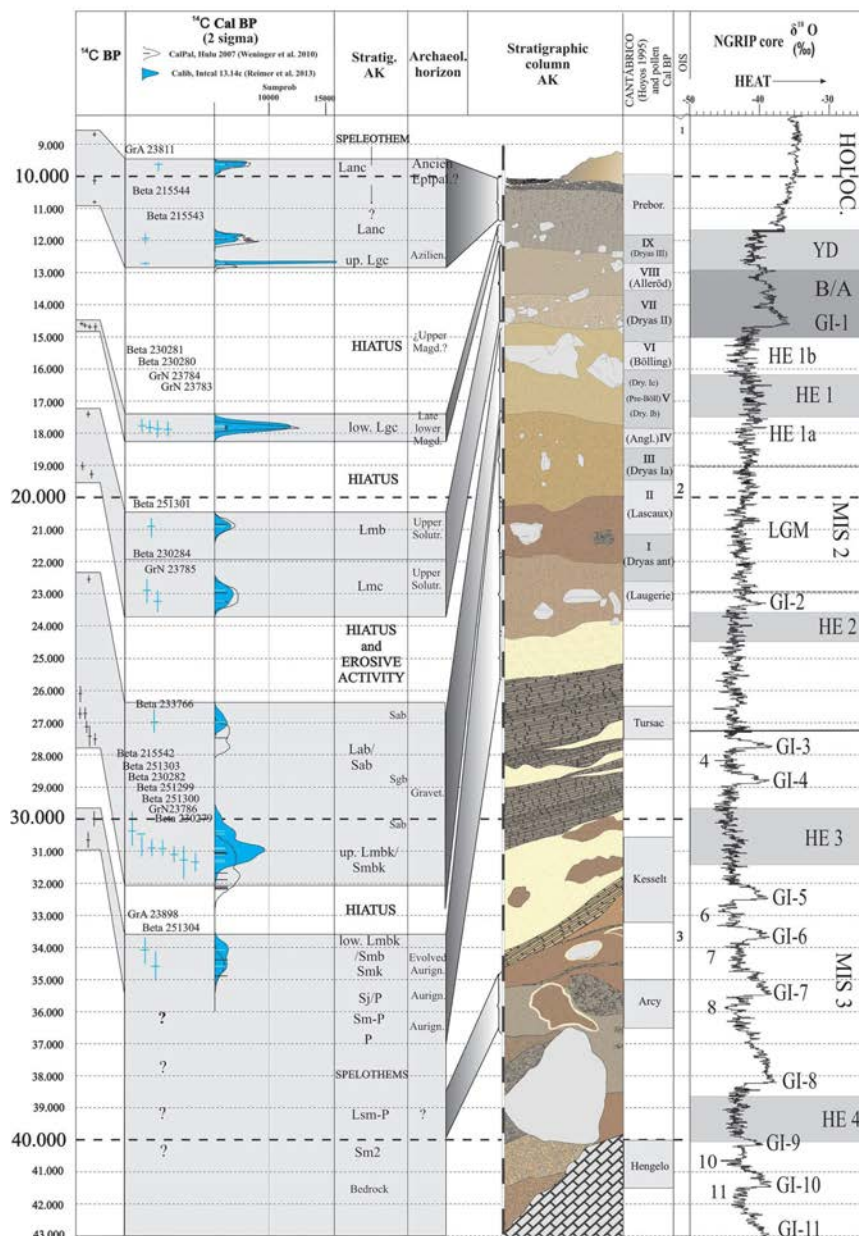 ¹⁴C BP
¹⁴C Cal BP
(2 sigma)
CalPal, Hulu 2007 (Weninger et al. 2010)
Calib, Intcal 13.14c (Reimer et al. 2013)
Sumprob
10000 15000
Stratig.
AK
Archaeol.
horizon
Stratigraphic
column
AK
CANTÁBRICO
(Hoyos 1995)
and pollen
Cal BP
OIS
NGRIP core δ¹⁸ O
(‰)
HEAT
-50 -40 -30
9.000
10.000
11.000
12.000
13.000
14.000
15.000
16.000
17.000
18.000
19.000
20.000
21.000
22.000
23.000
24.000
25.000
26.000
27.000
28.000
29.000
30.000
31.000
32.000
33.000
34.000
35.000
36.000
37.000
38.000
39.000
40.000
41.000
42.000
43.000
GrA 23811
Beta 215544
Beta 215543
Beta 230281
Beta 230280
GrN 23784
GrN 23783
Beta 251301
Beta 230284
GrN 23785
Beta 233766
Beta 215542
Beta 251303
Beta 230282
Beta 251299
Beta 251300
GrN23786
Beta 230279
GrA 23898
Beta 251304
?
?
?
?
SPELEOTHEM
Lanc
?
Lanc
up. Lgc
HIATUS
low. Lgc
HIATUS
Lmb
Lmc
HIATUS
and
EROSIVE
ACTIVITY
Sab
Lab/
Sab
Sgb
Sab
up. Lmbk/
Smbk
HIATUS
low. Lmbk
/Smb
Smk
Sj/P
Sm-P
P
SPELOTHEMS
Lsm-P
Sm2
Bedrock
Ancien
Epipal.?
Azilien.
¿Upper
Magd.?
Late
lower
Magd.
Upper
Solutr.
Upper
Solutr.
Gravet.
Evolved
Aurign.
Aurign.
Aurign.
?
Prebor.
IX
(Dryas III)
VIII
(Alleröd)
VII
(Dryas II)
VI
(Bölling)
(Dry. Ic)
(Pre-Böll) V
(Dry. Ib)
(Angl.) IV
III
(Dryas Ia)
II
(Lascaux)
I
(Dryas ant)
(Laugerie)
Tursac
Kesselt
Arcy
Hengelo
1
2
3
HOLOC.
YD
B/A
GI-1
HE 1b
HE 1
HE 1a
MIS 2
LGM
GI-2
HE 2
GI-3
4
GI-4
HE 3
GI-5
6
GI-6
7
MIS 3
GI-7
8
GI-8
HE 4
GI-9
10
GI-10
11
GI-11